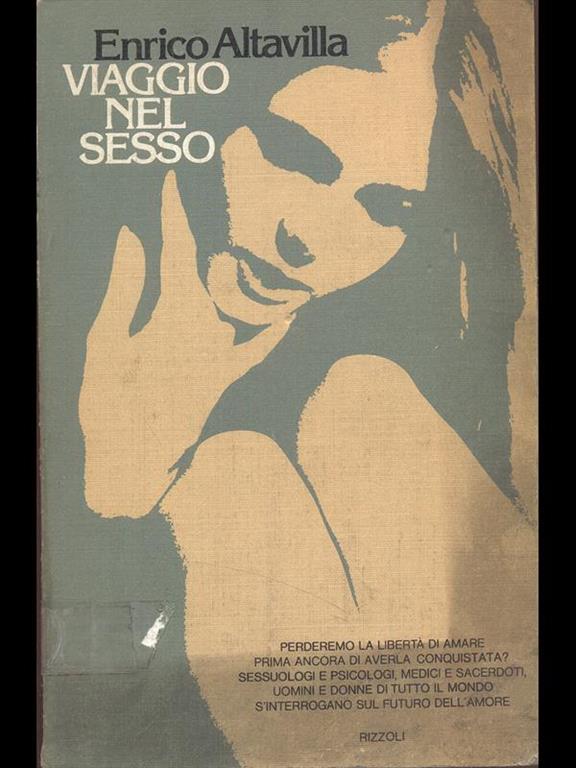 Enrico Altavilla
VIAGGIO
NEL
SESSO
PERDEREMO LA LIBERTÀ DI AMARE
PRIMA ANCORA DI AVERLA CONQUISTATA?
SESSUOLOGI E PSICOLOGI, MEDICI E SACERDOTI,
UOMINI E DONNE DI TUTTO IL MONDO
S'INTERROGANO SUL FUTURO DELL'AMORE
RIZZOLI